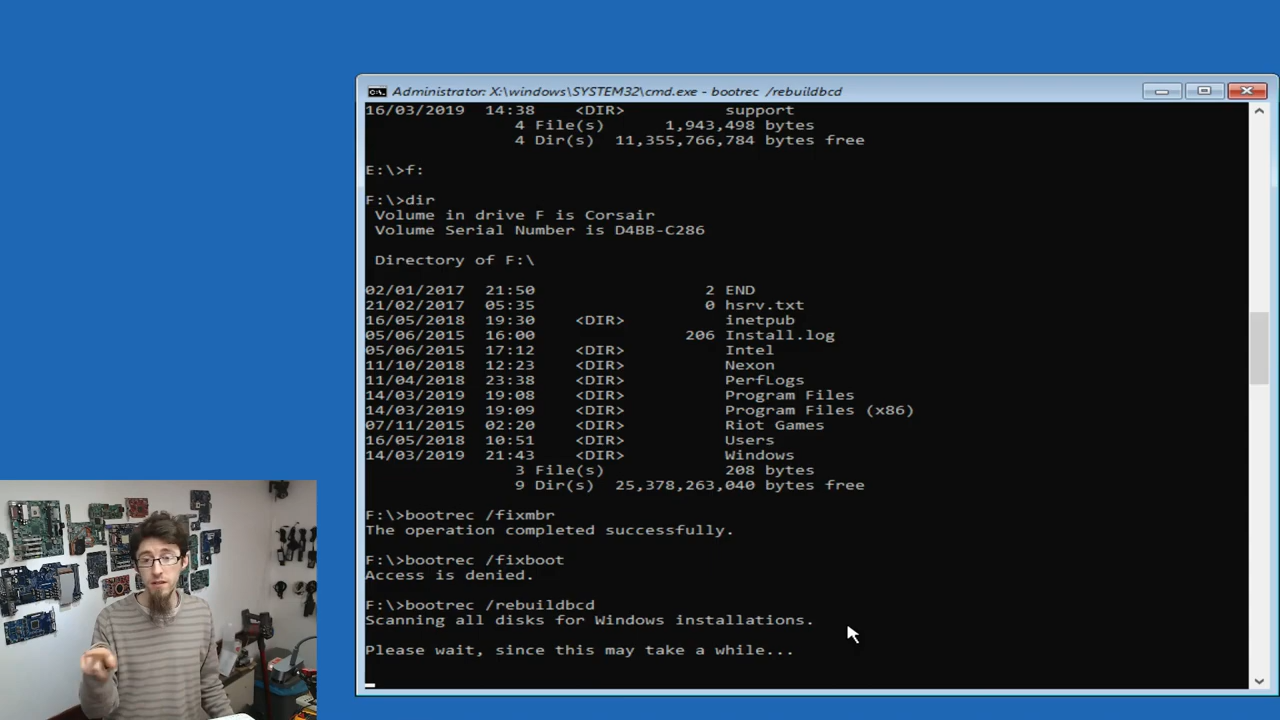 Administrator: X:\windows\SYSTEM32\cmd.exe - bootrec /rebuildbcd
16/03/2019 14:38 <DIR> support
4 File(s) 1,943,498 bytes
4 Dir(s) 11,355,766,784 bytes free
E:\>f:
F:\>dir
Volume in drive F is Corsair
Volume Serial Number is D4BB-C286
Directory of F:\
02/01/2017 21:50 2 END
21/02/2017 05:35 0 hsrv.txt
16/05/2018 19:30 <DIR> inetpub
05/06/2015 16:00 206 Install.log
05/06/2015 17:12 <DIR> Intel
11/10/2018 12:23 <DIR> Nexon
11/04/2018 23:38 <DIR> PerfLogs
14/03/2019 19:08 <DIR> Program Files
14/03/2019 19:09 <DIR> Program Files (x86)
07/11/2015 02:20 <DIR> Riot Games
16/05/2018 10:51 <DIR> Users
14/03/2019 21:43 <DIR> Windows
3 File(s) 208 bytes
9 Dir(s) 25,378,263,040 bytes free
F:\>bootrec /fixmbr
The operation completed successfully.
F:\>bootrec /fixboot
Access is denied.
F:\>bootrec /rebuildbcd
Scanning all disks for Windows installations.
Please wait, since this may take a while...